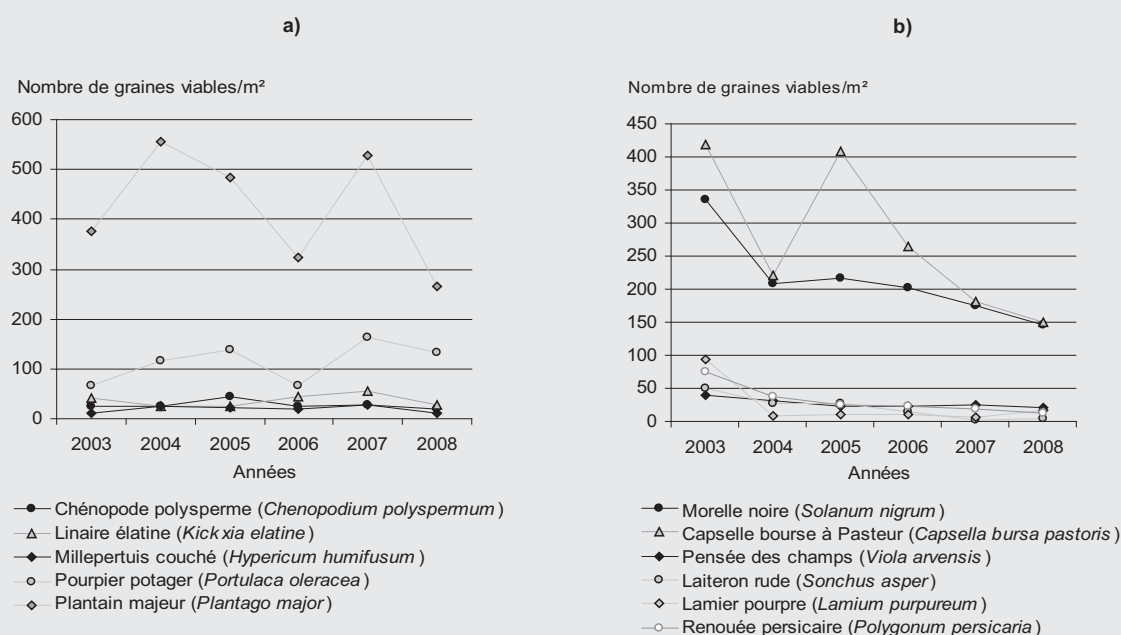 a)
Nombre de graines viables/m²
600
500
400
300
200
100
0
2003 2004 2005 2006 2007 2008
Années
Chénopode polysperme (Chenopodium polyspermum)
Linaire élatine (Kickxia elatine)
Millepertuis couché (Hypericum humifusum)
Pourpier potager (Portulaca oleracea)
Plantain majeur (Plantago major)
b)
Nombre de graines viables/m²
450
400
350
300
250
200
150
100
50
0
2003 2004 2005 2006 2007 2008
Années
Morelle noire (Solanum nigrum)
Capselle bourse à Pasteur (Capsella bursa pastoris)
Pensée des champs (Viola arvensis)
Laiteron rude (Sonchus asper)
Lamier pourpre (Lamium purpureum)
Renouée persicaire (Polygonum persicaria)